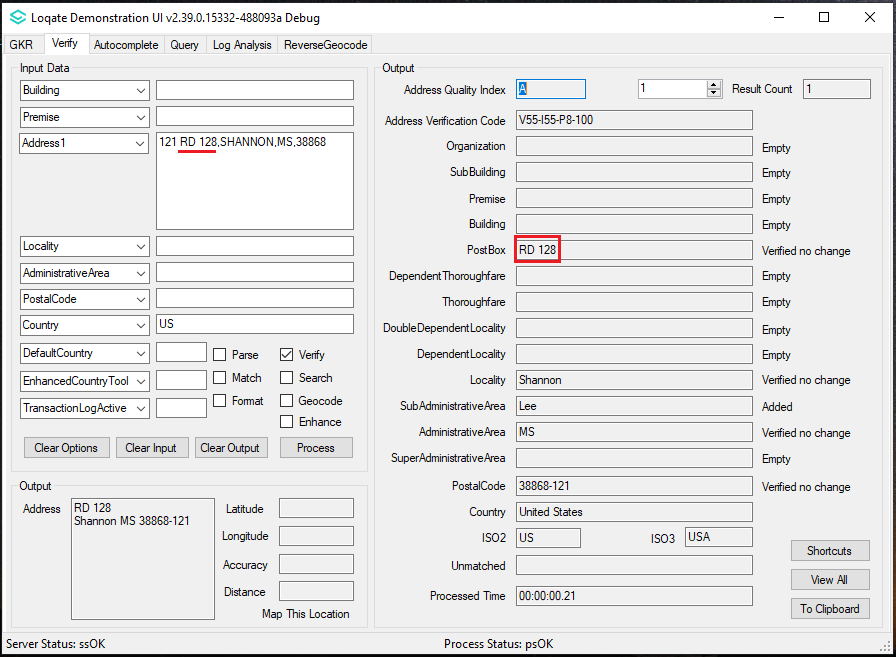 Loqate Demonstration UI v2.39.0.15332-488093a Debug
GKR Verify Autocomplete Query Log Analysis ReverseGeocode
Input Data
Building
Premise
Address1
121 RD 128,SHANNON,MS,38868
Locality
AdministrativeArea
PostalCode
Country US
DefaultCountry
EnhancedCountryTool
TransactionLogActive
Parse Verify
Match Search
Format Geocode
Enhance
Clear Options Clear Input Clear Output Process
Output
Address
RD 128
Shannon MS 38868-121
Latitude
Longitude
Accuracy
Distance
Map This Location
Output
Address Quality Index A 1 Result Count 1
Address Verification Code V55-I55-P8-100
Organization Empty
SubBuilding Empty
Premise Empty
Building Empty
PostBox RD 128 Verified no change
DependentThoroughfare Empty
Thoroughfare Empty
DoubleDependentLocality Empty
DependentLocality Empty
Locality Shannon Verified no change
SubAdministrativeArea Lee Added
AdministrativeArea MS Verified no change
SuperAdministrativeArea Empty
PostalCode 38868-121 Verified no change
Country United States
ISO2 US ISO3 USA
Unmatched
Processed Time 00:00:00.21
Shortcuts
View All
To Clipboard
Server Status: ssOK Process Status: psOK